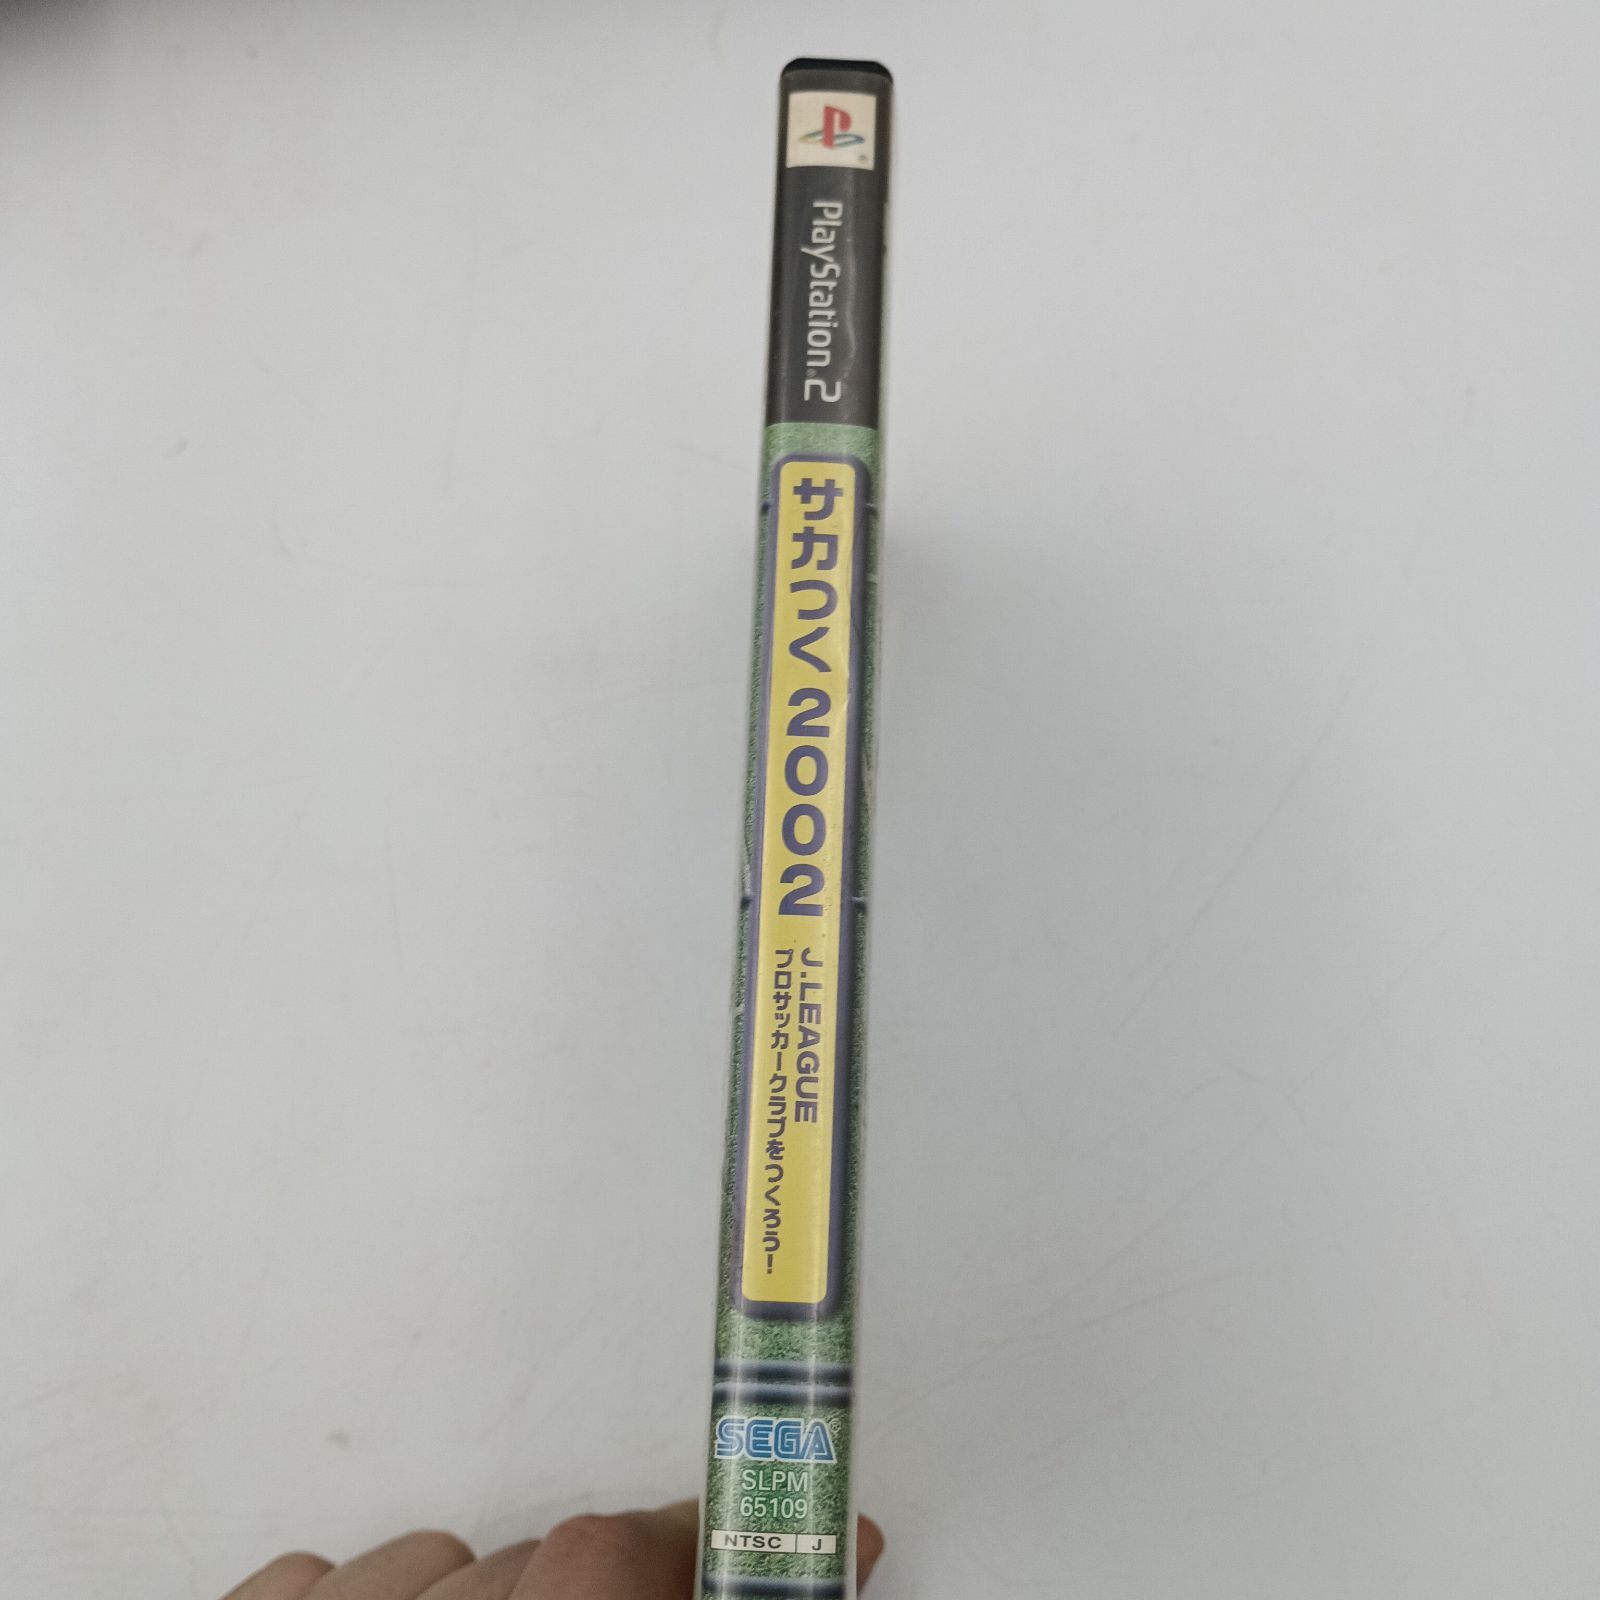 PlayStation®2
サカつく2002
J.LEAGUE
プロサッカークラブをつくろう!
SEGA®
SLPM
65109
NTSC J